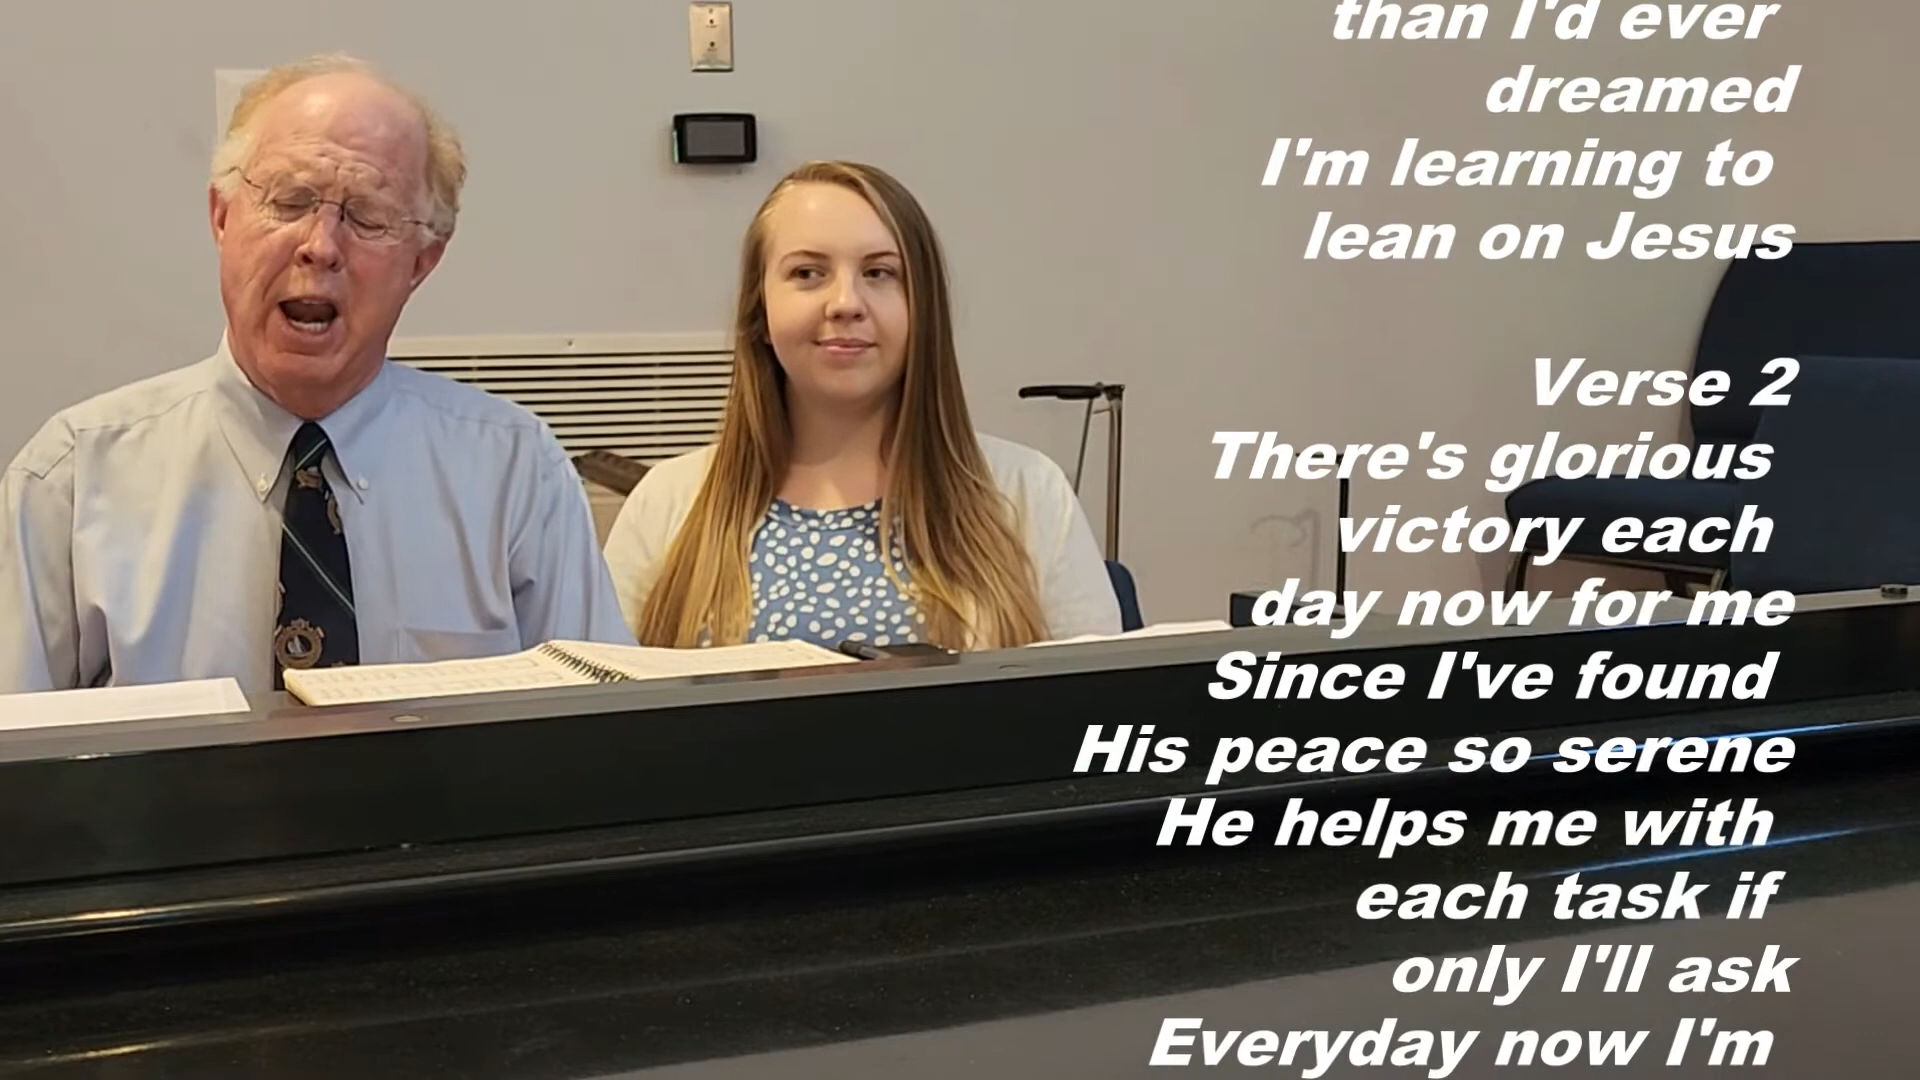 than I'd ever
dreamed
I'm learning to
lean on Jesus
Verse 2
There's glorious
victory each
day now for me
Since I've found
His peace so serene
He helps me with
each task if
only I'll ask
Everyday now I'm